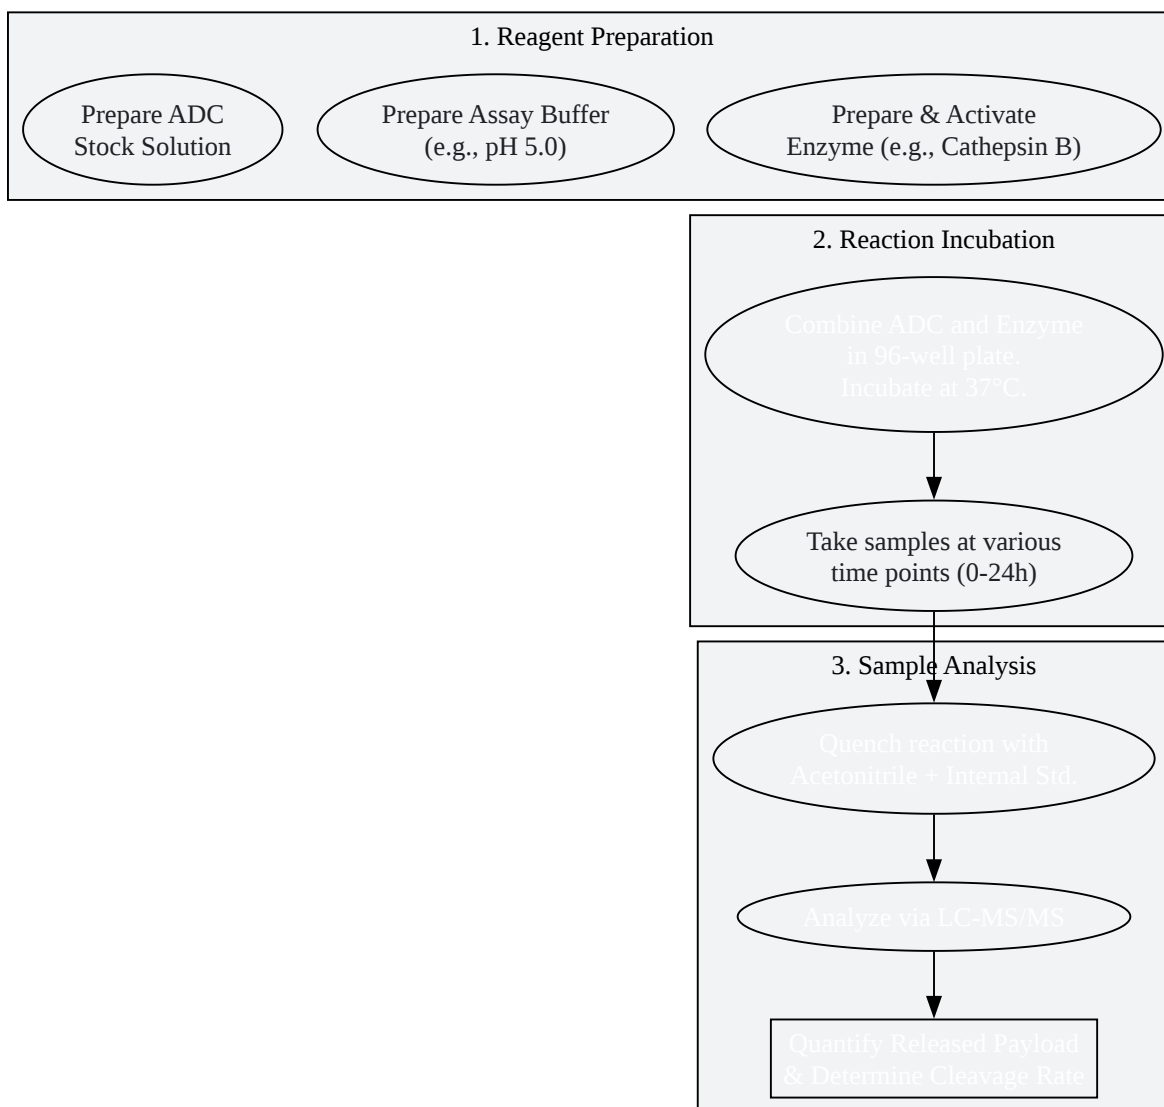 1. Reagent Preparation
Prepare ADC
Stock Solution
Prepare Assay Buffer
(e.g., pH 5.0)
Prepare & Activate
Enzyme (e.g., Cathepsin B)
2. Reaction Incubation
Combine ADC and Enzyme
in 96-well plate.
Incubate at 37°C.
Take samples at various
time points (0-24h)
3. Sample Analysis
Quench reaction with
Acetonitrile + Internal Std.
Analyze via LC-MS/MS
Quantify Released Payload
& Determine Cleavage Rate